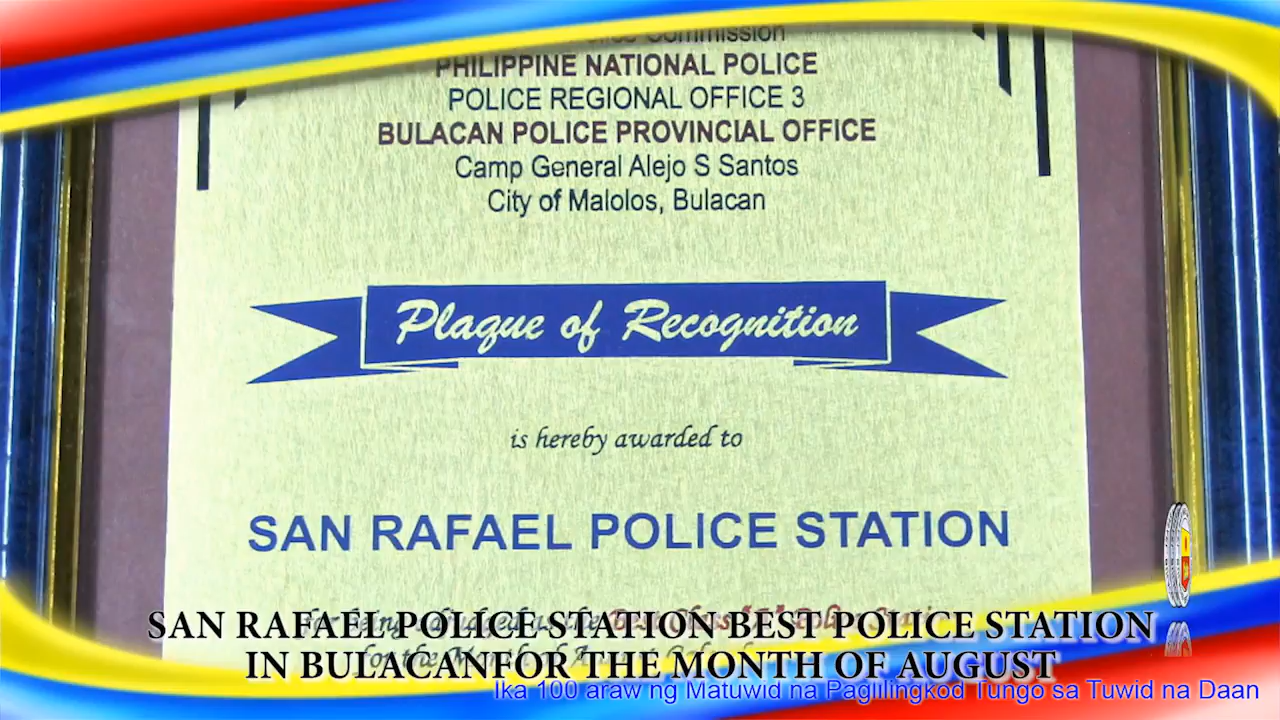 Commission
PHILIPPINE NATIONAL POLICE
POLICE REGIONAL OFFICE 3
BULACAN POLICE PROVINCIAL OFFICE
Camp General Alejo S Santos
City of Malolos, Bulacan
Plaque of Recognition
is hereby awarded to
SAN RAFAEL POLICE STATION
SAN RAFAEL POLICE STATION BEST POLICE STATION
IN BULACANFOR THE MONTH OF AUGUST
Ika 100 araw ng Matuwid na Paglilingkod Tungo sa Tuwid na Daan